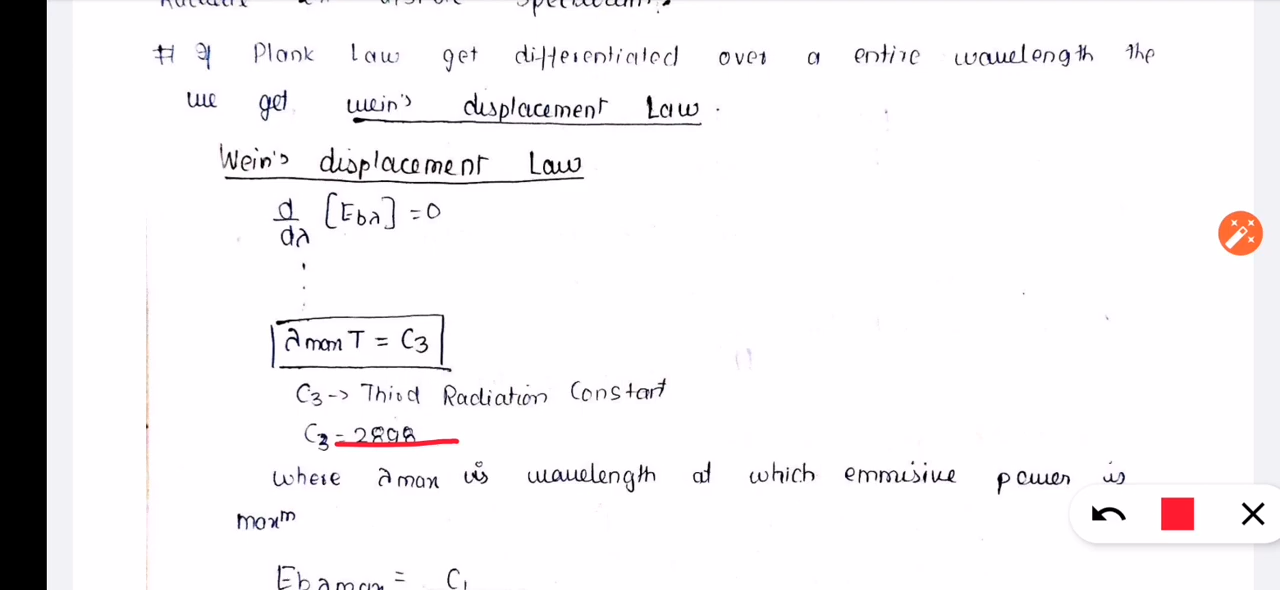 # If Plank Law get differentiated over a entire wavelength the
we get wein's displacement Law.
Wein's displacement Law
d/dλ [Ebλ] = 0
λmax T = C3
C3 -> Third Radiation Constant
C3 = 2898
where λmax is wavelength at which emmisive power is
maxm
Ebλmax = C1